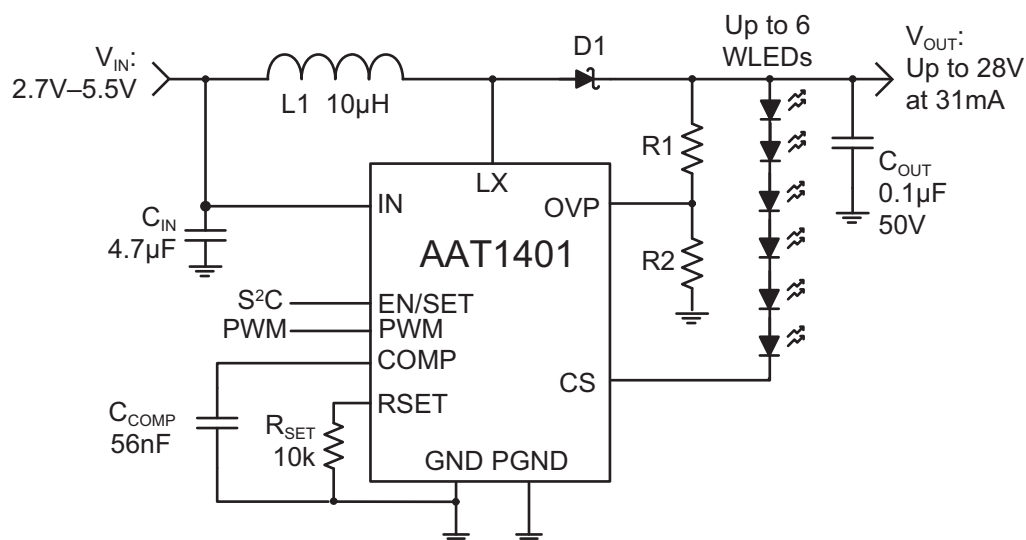 V_IN:
2.7V–5.5V
L1 10µH
D1
Up to 6
WLEDs
V_OUT:
Up to 28V
at 31mA
C_IN
4.7µF
IN
LX
OVP
R1
R2
C_OUT
0.1µF
50V
AAT1401
S²C
EN/SET
PWM
PWM
COMP
RSET
CS
C_COMP
56nF
R_SET
10k
GND PGND